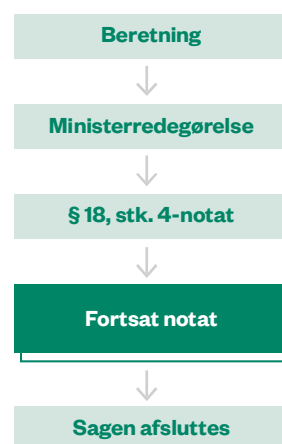 Beretning
Ministerredegørelse
§ 18, stk. 4-notat
Fortsat notat
Sagen afsluttes